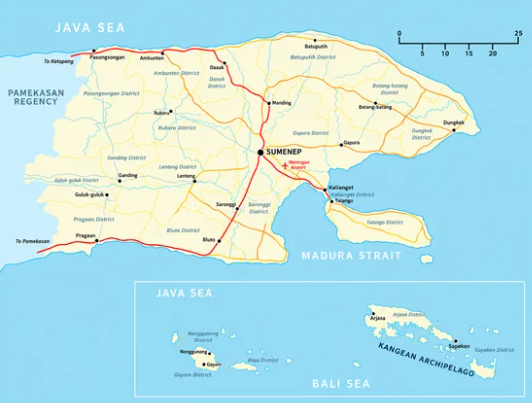 JAVA SEA
0 5 10 15 25
To Ketapang
Pasongsongan
Ambunten
Batuputih
Batuputih District
Dasuk
Dasuk
District
Ambunten District
PAMEKASAN
REGENCY
Pasongsongan District
Manding
Batang-batang
District
Batang-batang
Rubaru
Rubaru District
Gapura District
Dungkek
Dungkek
District
Gapura
SUMENEP
Ganding District
Lenteng District
Airport
Guluk-guluk District
Ganding
Lenteng
Kalianget
Kalianget District
Guluk-guluk
Talango
Saronggi
Saronggi
District
Pragaan District
Talango District
Bluto District
Pragaan
Bluto
To Pamekasan
MADURA STRAIT
JAVA SEA
Arjasa
Arjasa District
Nonggunong
District
Nonggunong
Gayam
Gayam District
Raas District
Sapeken
Sapeken District
KANGEAN ARCHIPELAGO
BALI SEA